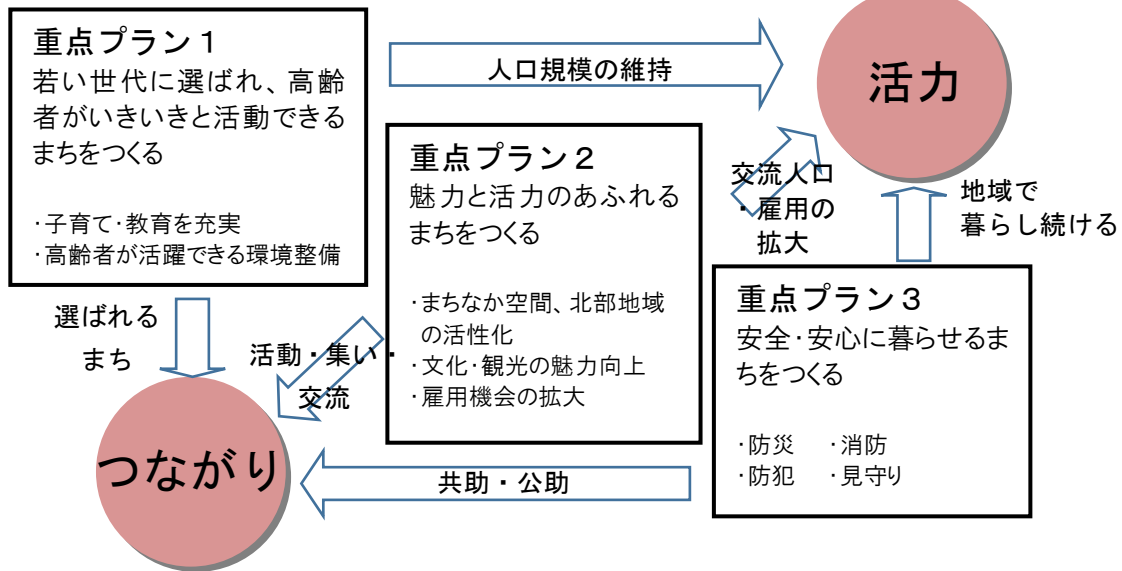 重点プラン１
若い世代に選ばれ、高齢
者がいきいきと活動できる
まちをつくる
・子育て・教育を充実
・高齢者が活躍できる環境整備
人口規模の維持
活力
重点プラン２
魅力と活力のあふれる
まちをつくる
・まちなか空間、北部地域
の活性化
・文化・観光の魅力向上
・雇用機会の拡大
交流人口
・雇用の
拡大
地域で
暮らし続ける
重点プラン３
安全・安心に暮らせるま
ちをつくる
・防災　・消防
・防犯　・見守り
選ばれる
まち
活動・集い・
交流
つながり
共助・公助